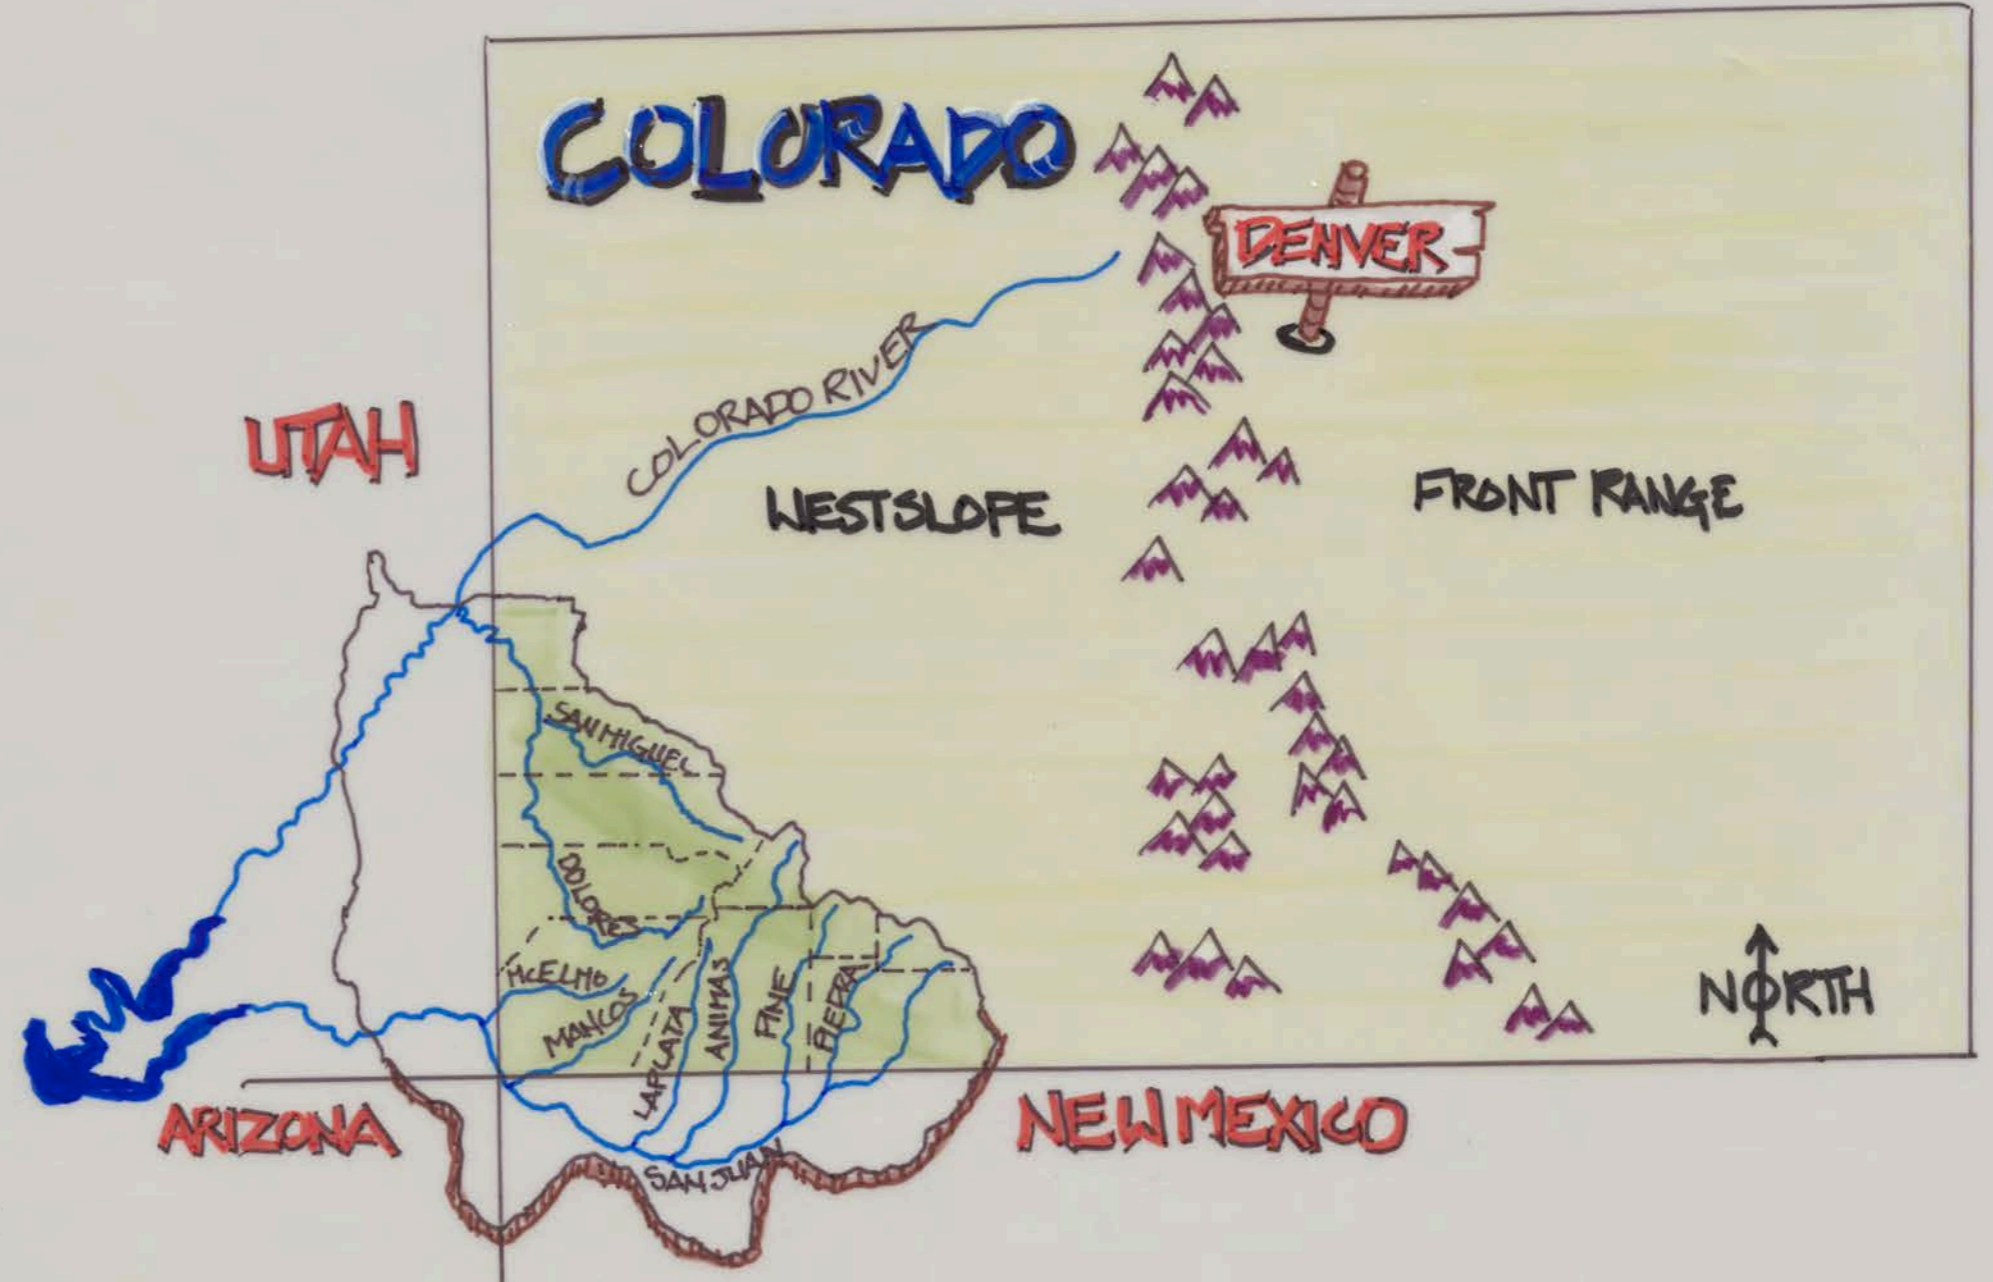 COLORADO
DENVER
COLORADO RIVER
UTAH
WESTSLOPE
FRONT RANGE
SAN MIGUEL
DOLORES
McELMO
MANCOS
LAPLATA
ANIMAS
PINE
PIEDRA
NORTH
ARIZONA
NEW MEXICO
SAN JUAN